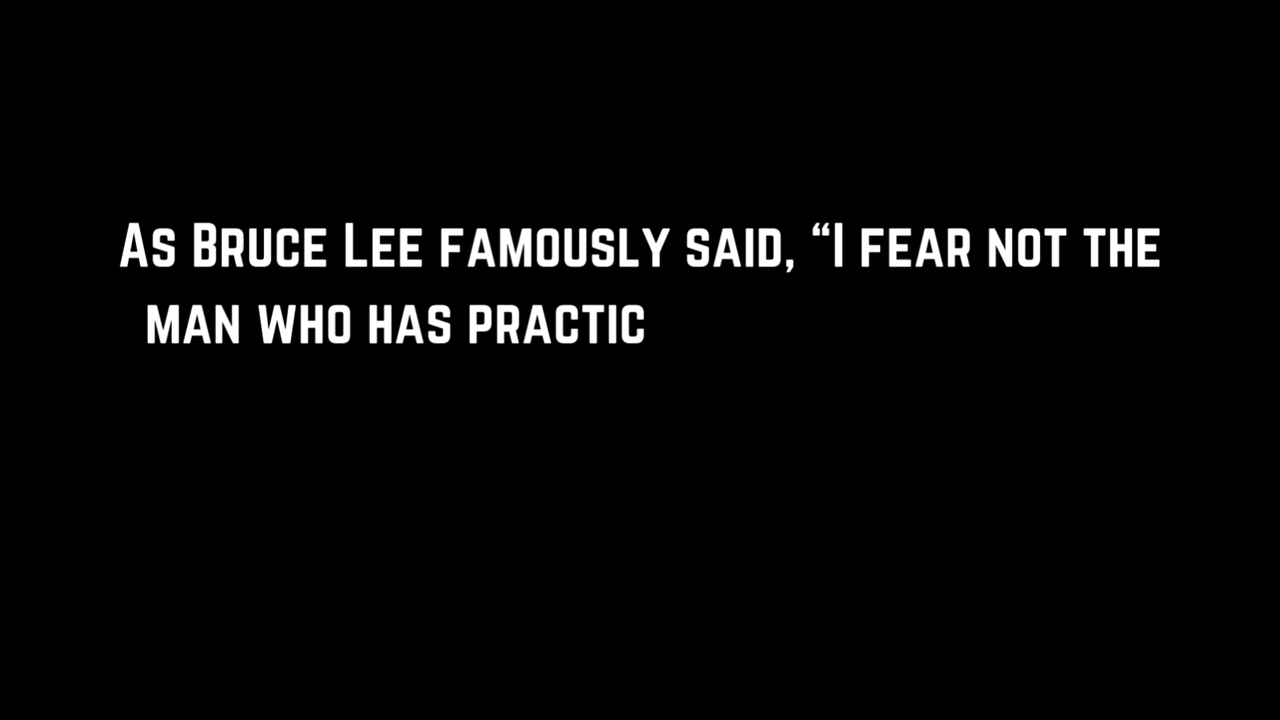 As Bruce Lee famously said, “I fear not the
man who has practic